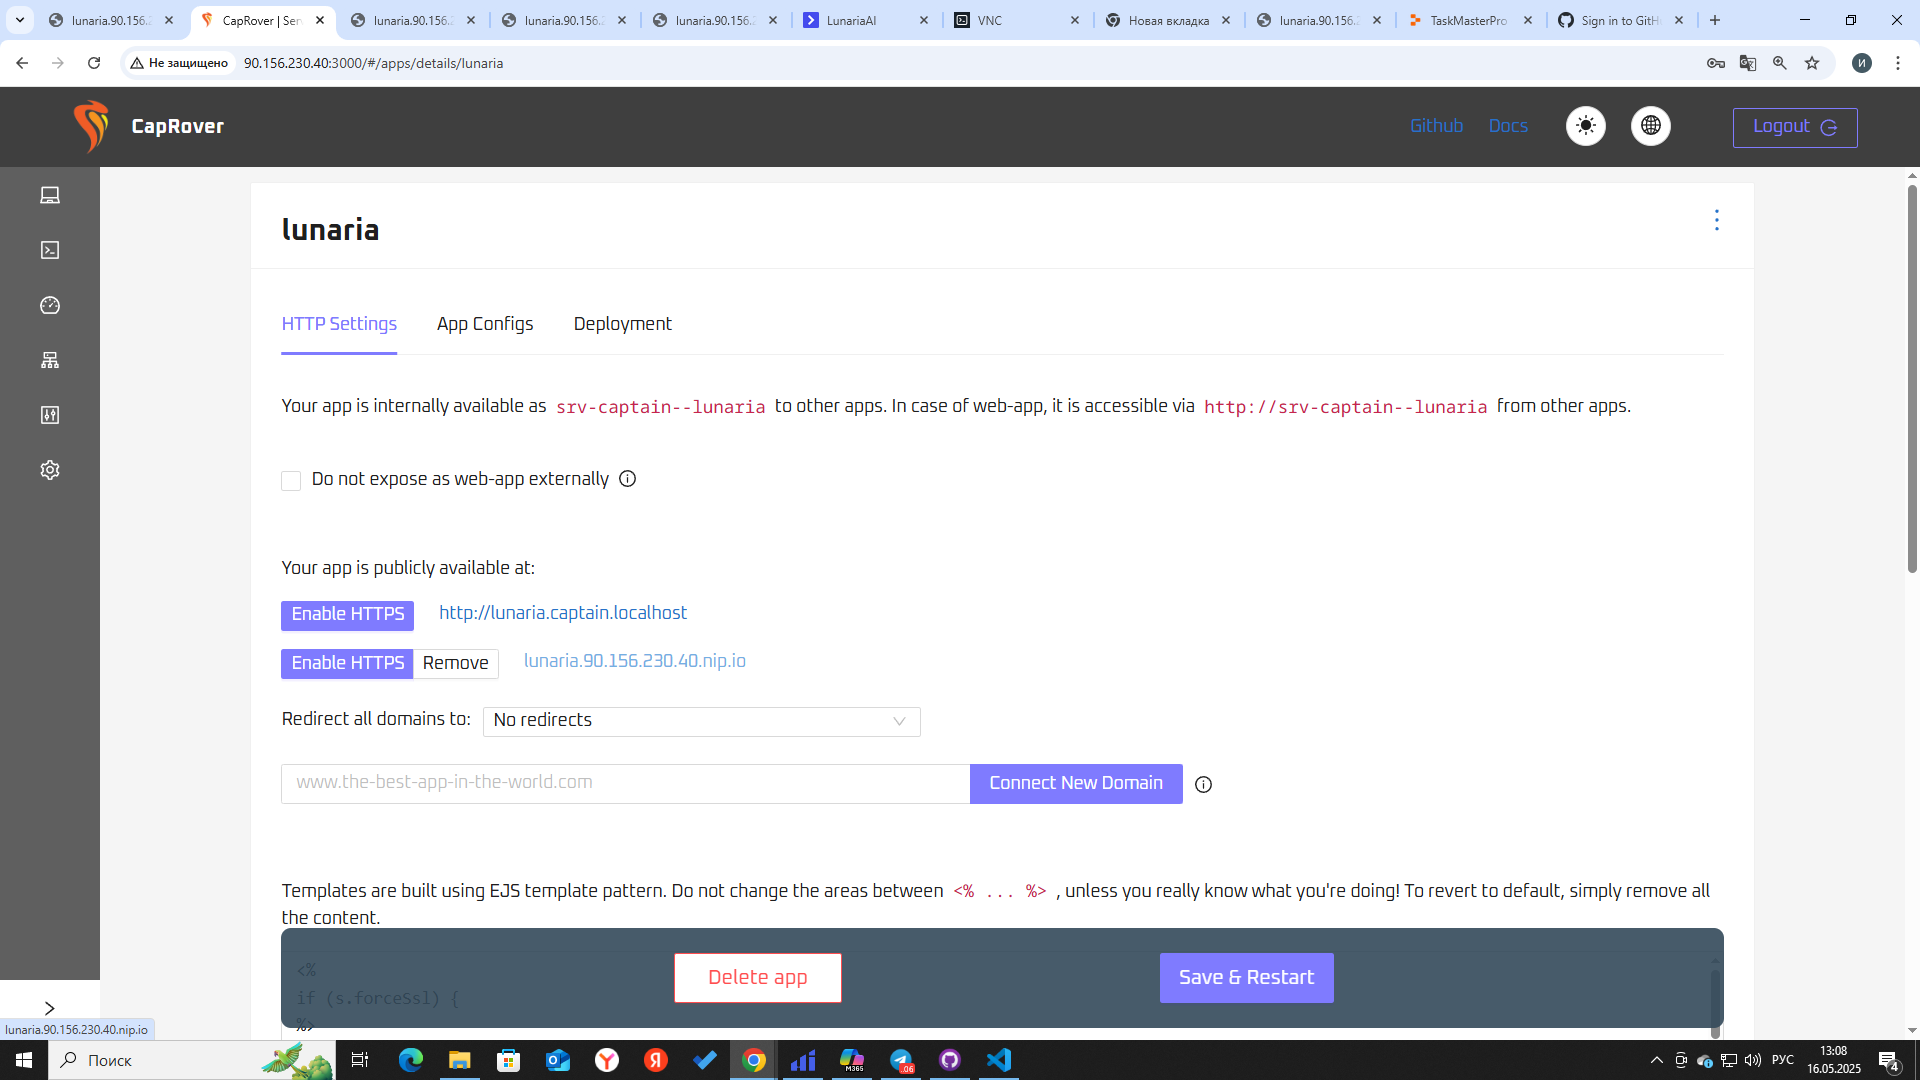 lunaria.90.156.2
CapRover | Ser
lunaria.90.156.2
lunaria.90.156.2
lunaria.90.156.2
LunariaAI
VNC
Новая вкладка
lunaria.90.156.2
TaskMasterPro
Sign in to GitH
Не защищено
90.156.230.40:3000/#/apps/details/lunaria
И
CapRover
Github
Docs
Logout
lunaria
HTTP Settings
App Configs
Deployment
Your app is internally available as srv-captain--lunaria to other apps. In case of web-app, it is accessible via http://srv-captain--lunaria from other apps.
Do not expose as web-app externally
Your app is publicly available at:
Enable HTTPS http://lunaria.captain.localhost
Enable HTTPS Remove lunaria.90.156.230.40.nip.io
Redirect all domains to: No redirects
www.the-best-app-in-the-world.com Connect New Domain
Templates are built using EJS template pattern. Do not change the areas between <% ... %> , unless you really know what you're doing! To revert to default, simply remove all
the content.
<%
if (s.forceSsl) {
%>
Delete app
Save & Restart
lunaria.90.156.230.40.nip.io
Поиск
M365
.06
РУС
13:08
16.05.2025
4